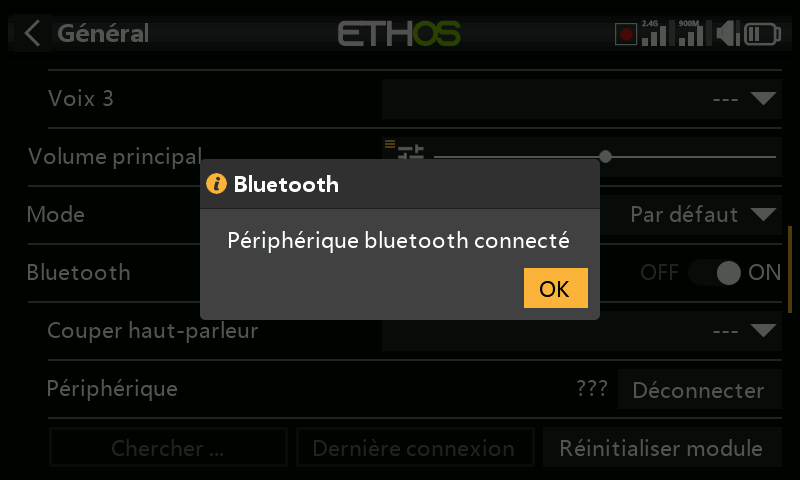 Général
ETHOS
2.4G
900M
Voix 3
---
Volume principal
Bluetooth
Périphérique bluetooth connecté
OK
Mode
Par défaut
Bluetooth
OFF
ON
Couper haut-parleur
---
Périphérique
???
Déconnecter
Chercher ...
Dernière connexion
Réinitialiser module